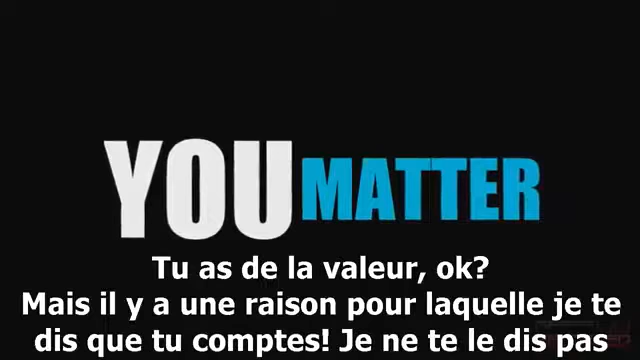 YOU MATTER
Tu as de la valeur, ok?
Mais il y a une raison pour laquelle je te
dis que tu comptes! Je ne te le dis pas